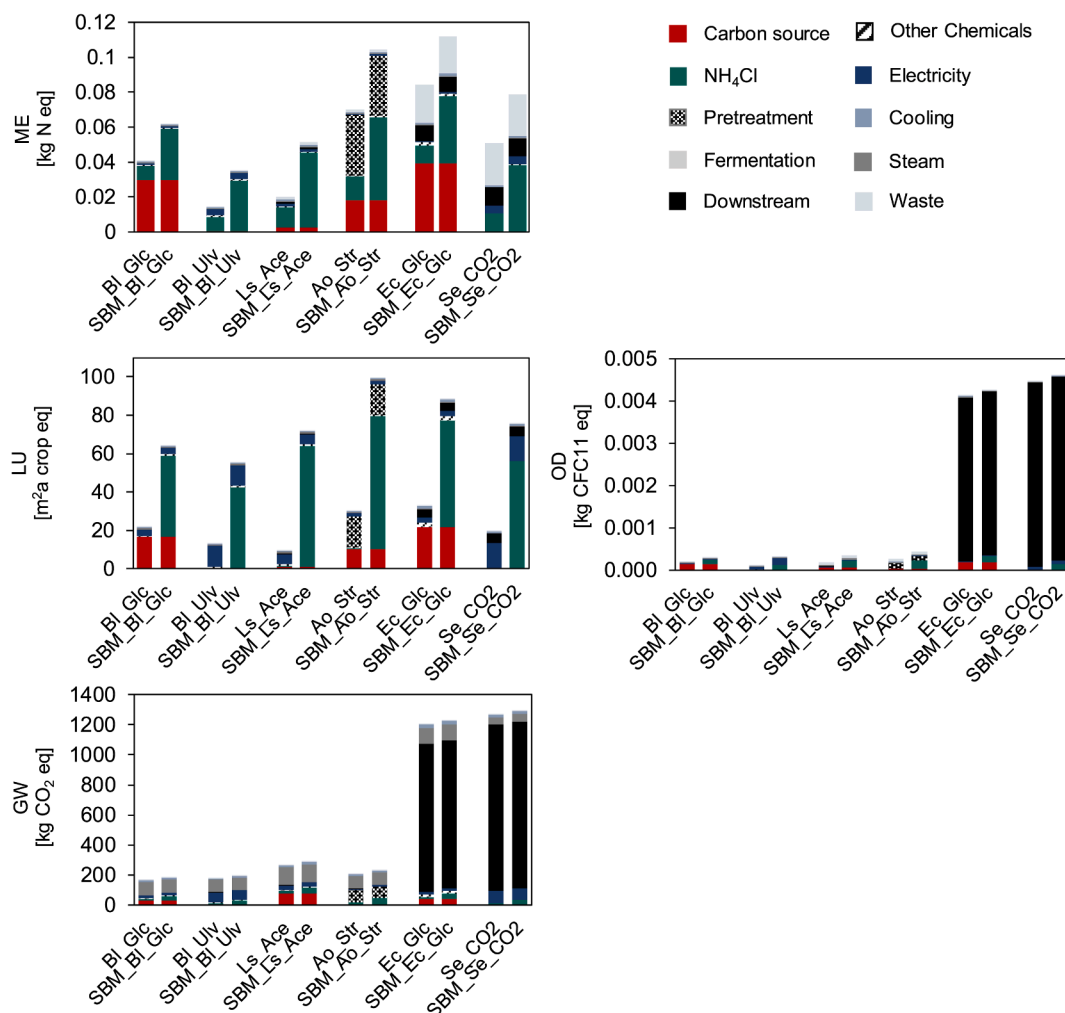 0.12
0.1
0.08
0.06
0.04
0.02
0
ME
[kg N eq]
Bl_Glc
SBM_Bl_Glc
Bl_Ulv
SBM_Bl_Ulv
Ls_Ace
SBM_Ls_Ace
Ao_Str
SBM_Ao_Str
Ec_Glc
SBM_Ec_Glc
Se_CO2
SBM_Se_CO2
Carbon source
Other Chemicals
NH₄Cl
Electricity
Pretreatment
Cooling
Fermentation
Steam
Downstream
Waste
100
80
60
40
20
0
LU
[m²a crop eq]
Bl_Glc
SBM_Bl_Glc
Bl_Ulv
SBM_Bl_Ulv
Ls_Ace
SBM_Ls_Ace
Ao_Str
SBM_Ao_Str
Ec_Glc
SBM_Ec_Glc
Se_CO2
SBM_Se_CO2
0.005
0.004
0.003
0.002
0.001
0.000
OD
[kg CFC11 eq]
Bl_Glc
SBM_Bl_Glc
Bl_Ulv
SBM_Bl_Ulv
Ls_Ace
SBM_Ls_Ace
Ao_Str
SBM_Ao_Str
Ec_Glc
SBM_Ec_Glc
Se_CO2
SBM_Se_CO2
1400
1200
1000
800
600
400
200
0
GW
[kg CO₂ eq]
Bl_Glc
SBM_Bl_Glc
Bl_Ulv
SBM_Bl_Ulv
Ls_Ace
SBM_Ls_Ace
Ao_Str
SBM_Ao_Str
Ec_Glc
SBM_Ec_Glc
Se_CO2
SBM_Se_CO2